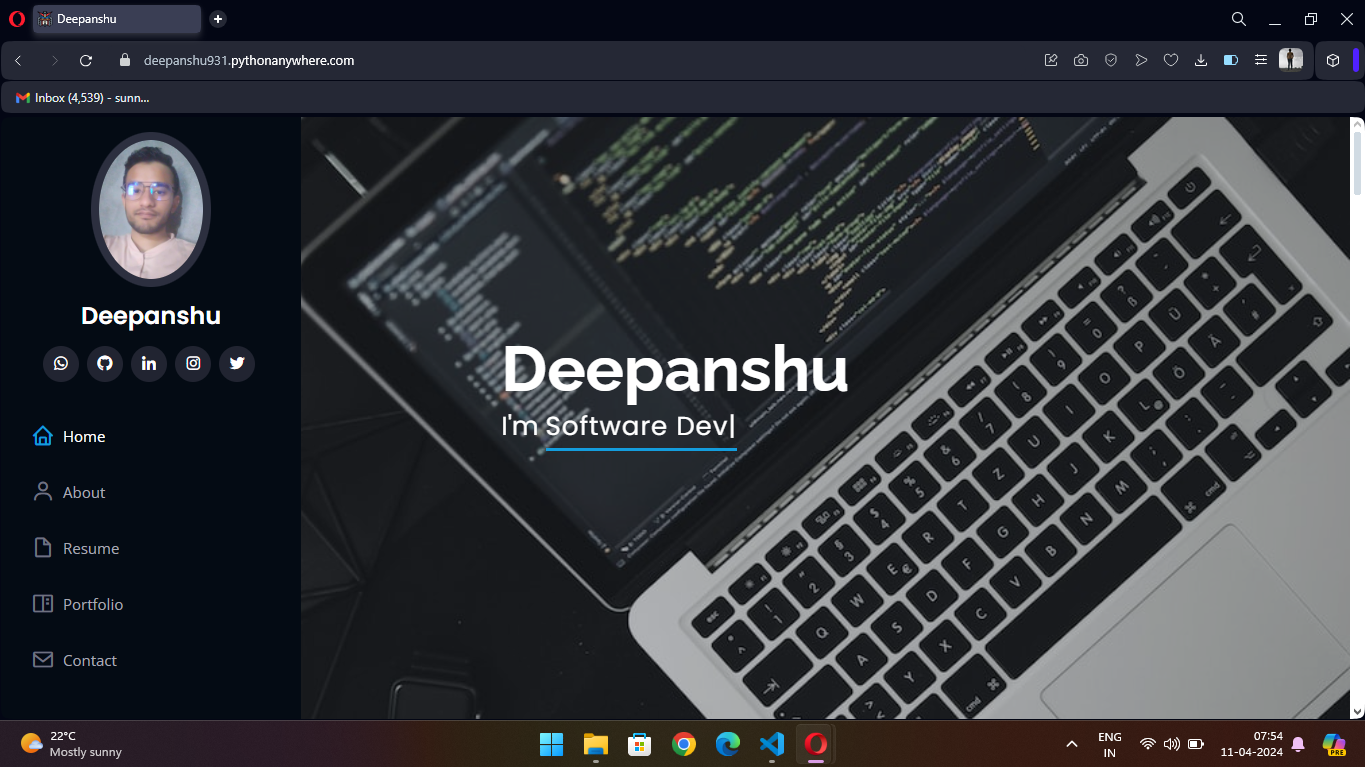 Deepanshu
deepanshu931.pythonanywhere.com
Inbox (4,539) - sunn...
Deepanshu
Home
About
Resume
Portfolio
Contact
Deepanshu
I'm Software Dev|
22°C
Mostly sunny
ENG
IN
07:54
11-04-2024
PRE